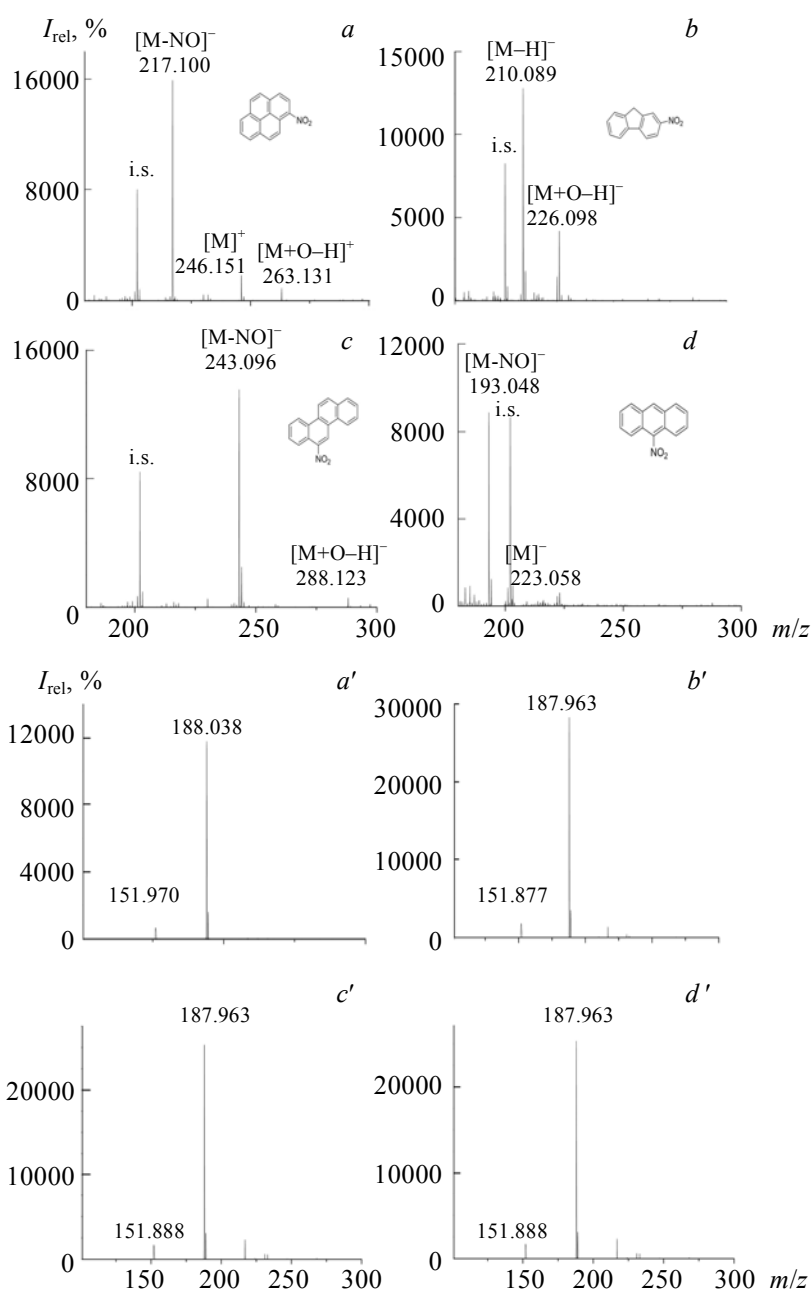 I_rel, %
a
[M-NO]⁻
217.100
16000
NO₂
i.s.
8000
[M]⁺
246.151
[M+O–H]⁺
263.131
0
b
[M–H]⁻
210.089
15000
NO₂
i.s.
10000
[M+O–H]⁻
226.098
5000
0
c
[M-NO]⁻
243.096
16000
i.s.
NO₂
8000
[M+O–H]⁻
288.123
0
200 250 300
d
12000
[M-NO]⁻
193.048
i.s.
8000
NO₂
4000
[M]⁻
223.058
0
200 250 300 m/z
I_rel, %
a′
188.038
12000
8000
4000
151.970
0
b′
187.963
30000
20000
10000
151.877
0
c′
187.963
20000
10000
151.888
0
150 200 250 300
d′
187.963
20000
10000
151.888
0
150 200 250 300 m/z